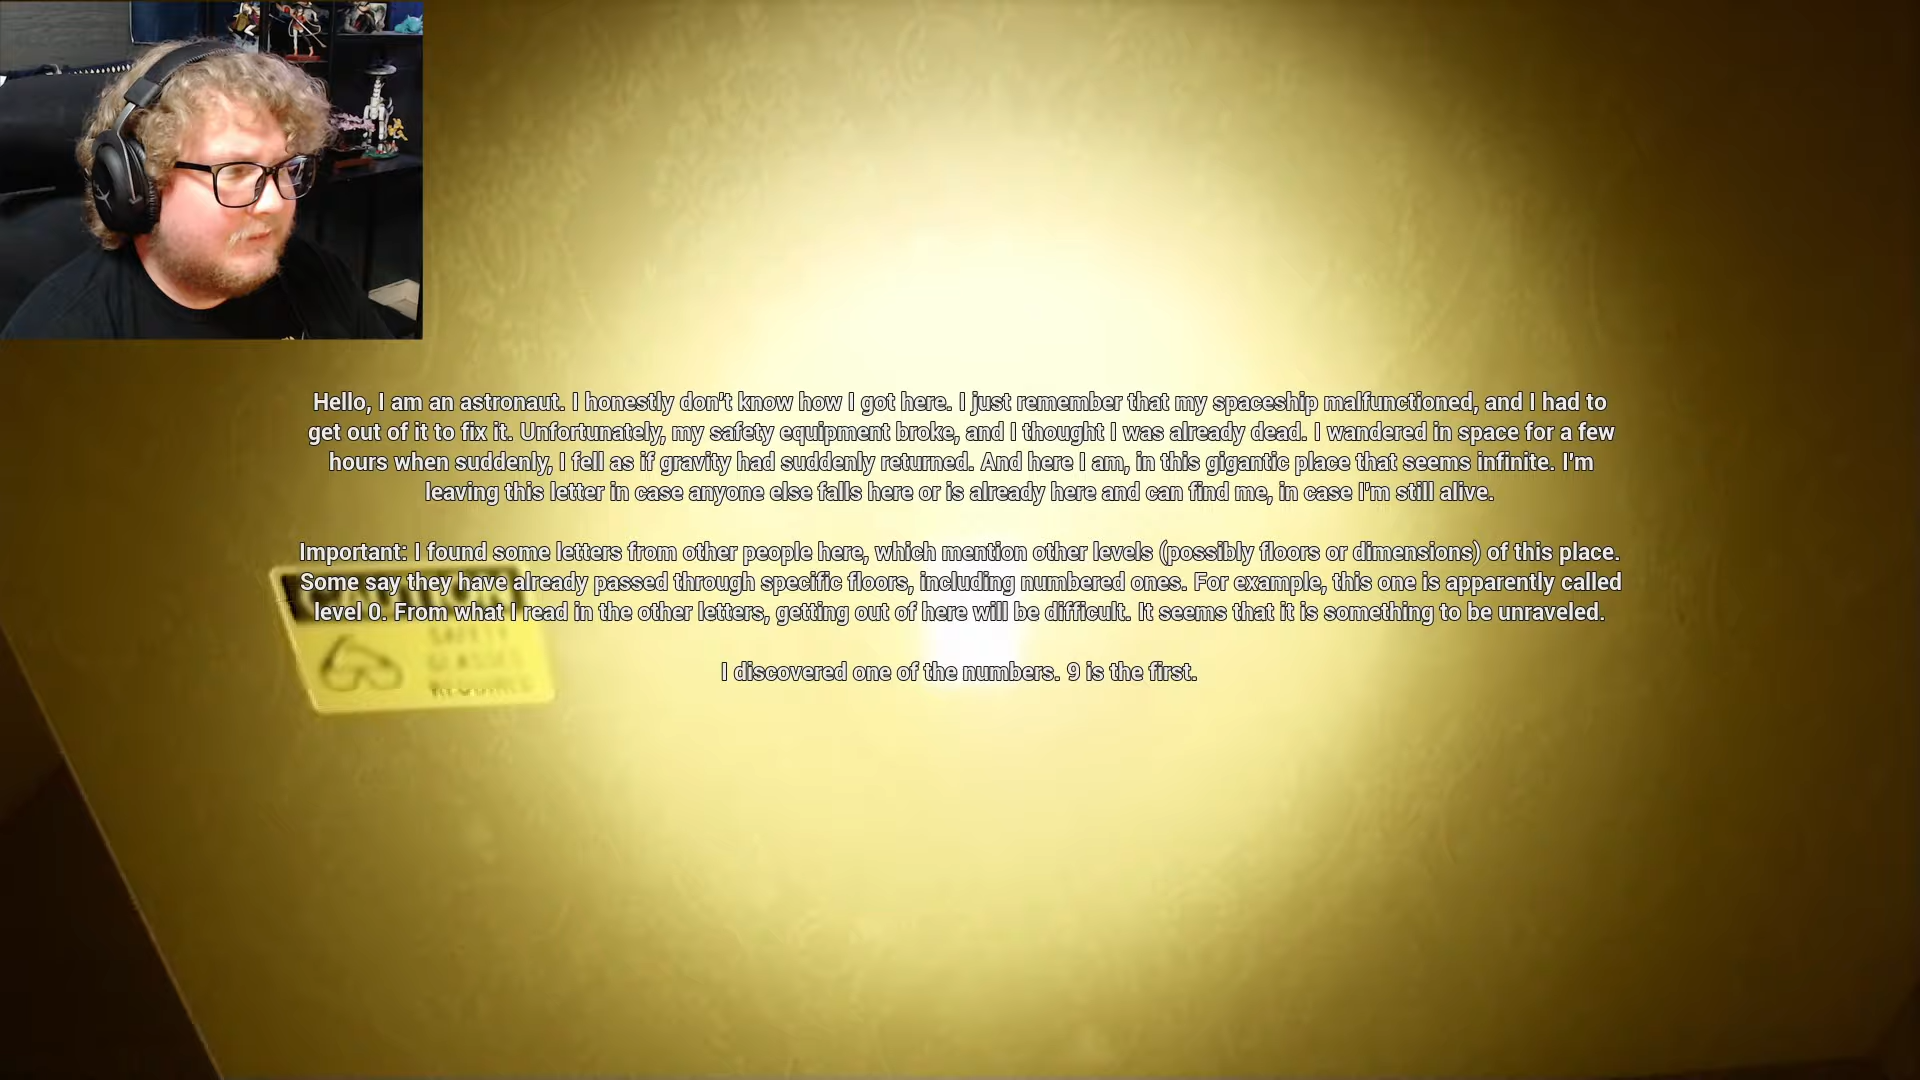 Hello, I am an astronaut. I honestly don't know how I got here. I just remember that my spaceship malfunctioned, and I had to
get out of it to fix it. Unfortunately, my safety equipment broke, and I thought I was already dead. I wandered in space for a few
hours when suddenly, I fell as if gravity had suddenly returned. And here I am, in this gigantic place that seems infinite. I'm
leaving this letter in case anyone else falls here or is already here and can find me, in case I'm still alive.
Important: I found some letters from other people here, which mention other levels (possibly floors or dimensions) of this place.
Some say they have already passed through specific floors, including numbered ones. For example, this one is apparently called
level 0. From what I read in the other letters, getting out of here will be difficult. It seems that it is something to be unraveled.
SAFETY
GLASSES
REQUIRED
I discovered one of the numbers. 9 is the first.